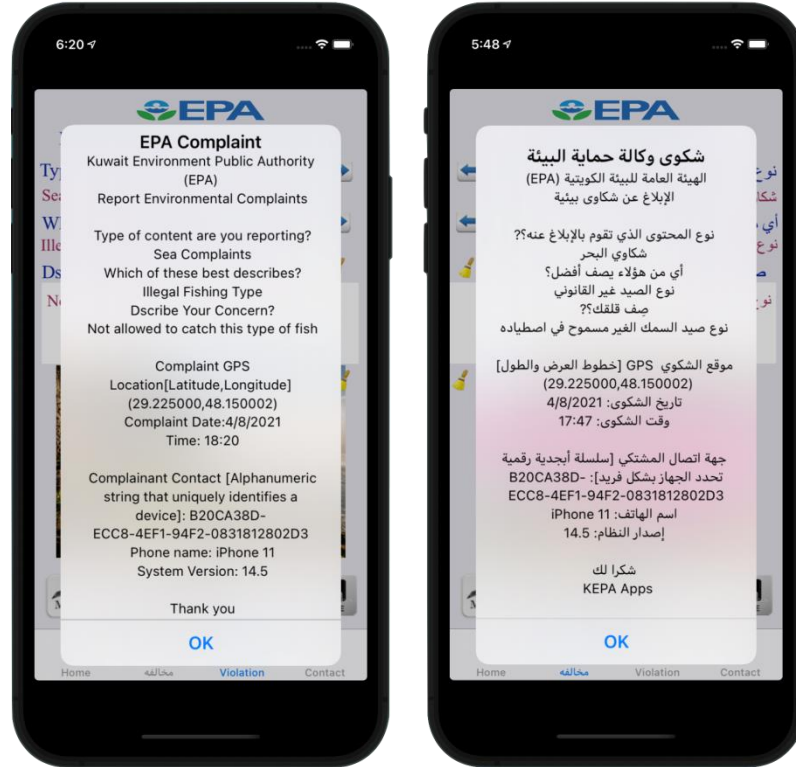 6:20
EPA
EPA Complaint
Kuwait Environment Public Authority
(EPA)
Report Environmental Complaints
Type of content are you reporting?
Sea Complaints
Which of these best describes?
Illegal Fishing Type
Dscribe Your Concern?
Not allowed to catch this type of fish
Complaint GPS
Location[Latitude,Longitude]
(29.225000,48.150002)
Complaint Date:4/8/2021
Time: 18:20
Complainant Contact [Alphanumeric
string that uniquely identifies a
device]: B20CA38D-
ECC8-4EF1-94F2-0831812802D3
Phone name: iPhone 11
System Version: 14.5
Thank you
OK
Home مخالفه Violation Contact
5:48
EPA
شكوى وكالة حماية البيئة
الهيئة العامة للبيئة الكويتية (EPA)
الإبلاغ عن شكاوى بيئية
نوع المحتوى الذي تقوم بالإبلاغ عنه؟?
شكاوي البحر
أي من هؤلاء يصف أفضل؟
نوع الصيد غير القانوني
صِف قلقك؟?
نوع صيد السمك الغير مسموح في اصطياده
موقع الشكوي GPS [خطوط العرض والطول]
(29.225000,48.150002)
تاريخ الشكوى: 4/8/2021
وقت الشكوى: 17:47
جهة اتصال المشتكي [سلسلة أبجدية رقمية
تحدد الجهاز بشكل فريد]: B20CA38D-
ECC8-4EF1-94F2-0831812802D3
اسم الهاتف: iPhone 11
إصدار النظام: 14.5
شكرا لك
KEPA Apps
OK
Home مخالفه Violation Contact